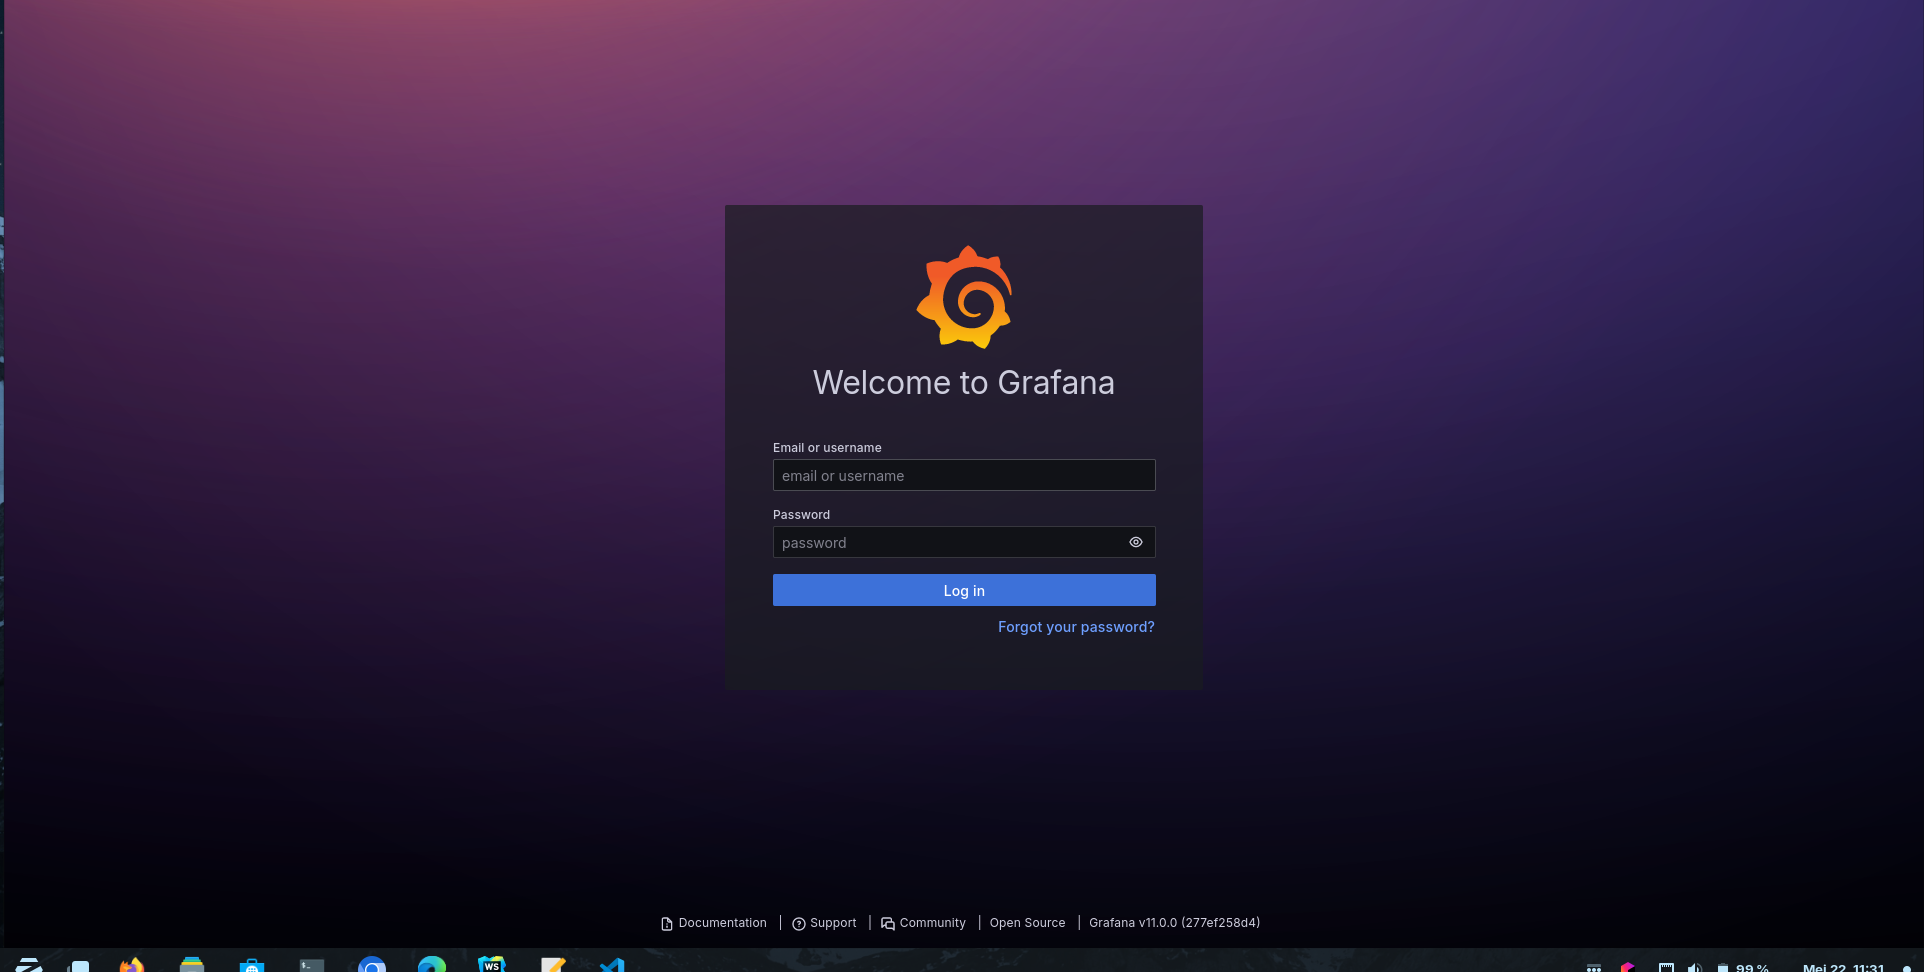 Welcome to Grafana
Email or username
email or username
Password
password
Log in
Forgot your password?
Documentation | Support | Community | Open Source | Grafana v11.0.0 (277ef258d4)
WS
99 %
Mei 22, 11:31